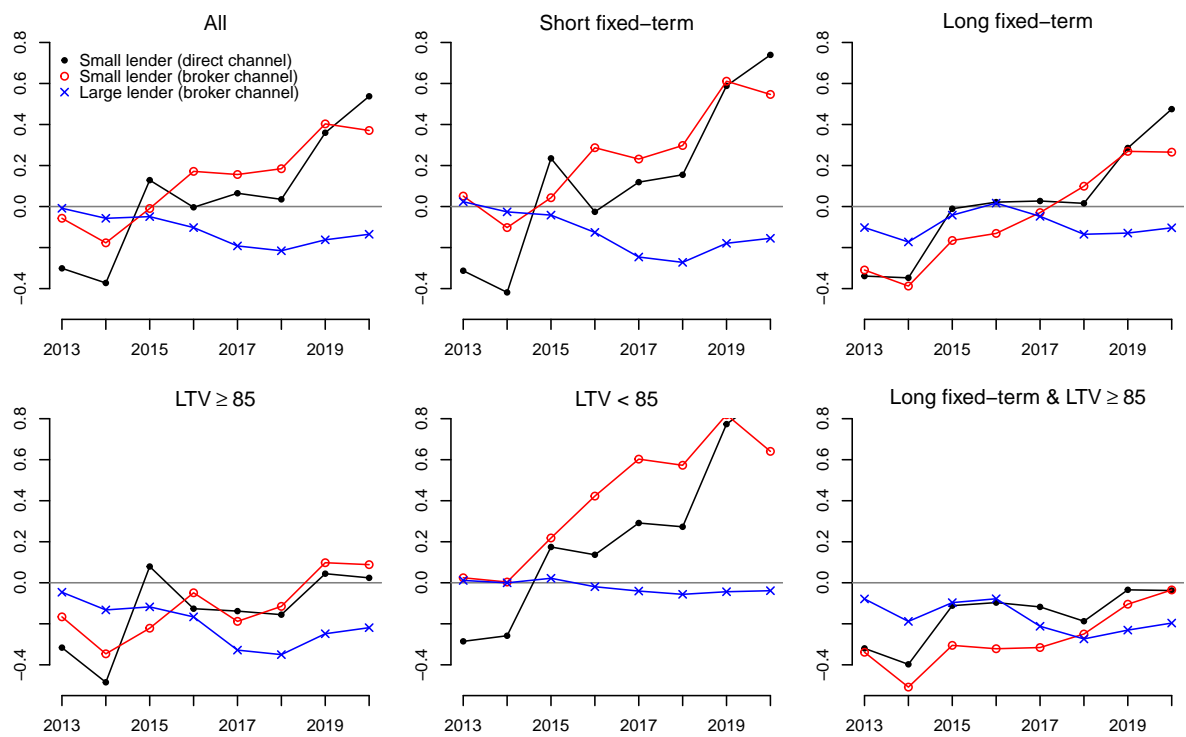 All
Small lender (direct channel)
Small lender (broker channel)
Large lender (broker channel)
−0.4 0.0 0.2 0.4 0.6 0.8
2013 2015 2017 2019
Short fixed−term
−0.4 0.0 0.2 0.4 0.6 0.8
2013 2015 2017 2019
Long fixed−term
−0.4 0.0 0.2 0.4 0.6 0.8
2013 2015 2017 2019
LTV ≥ 85
−0.4 0.0 0.2 0.4 0.6 0.8
2013 2015 2017 2019
LTV < 85
−0.4 0.0 0.2 0.4 0.6 0.8
2013 2015 2017 2019
Long fixed−term & LTV ≥ 85
−0.4 0.0 0.2 0.4 0.6 0.8
2013 2015 2017 2019